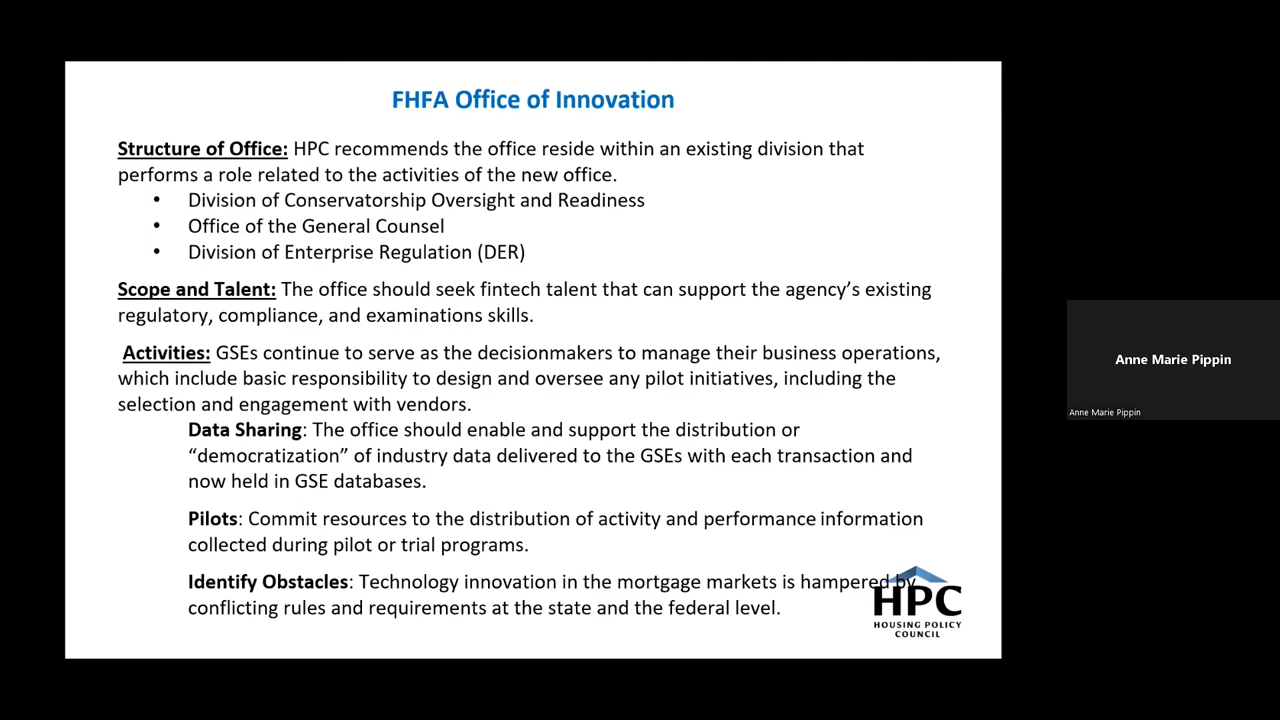 FHFA Office of Innovation
Structure of Office: HPC recommends the office reside within an existing division that
performs a role related to the activities of the new office.
• Division of Conservatorship Oversight and Readiness
• Office of the General Counsel
• Division of Enterprise Regulation (DER)
Scope and Talent: The office should seek fintech talent that can support the agency’s existing
regulatory, compliance, and examinations skills.
Activities: GSEs continue to serve as the decisionmakers to manage their business operations,
which include basic responsibility to design and oversee any pilot initiatives, including the
selection and engagement with vendors.
Data Sharing: The office should enable and support the distribution or
“democratization” of industry data delivered to the GSEs with each transaction and
now held in GSE databases.
Pilots: Commit resources to the distribution of activity and performance information
collected during pilot or trial programs.
Identify Obstacles: Technology innovation in the mortgage markets is hampered by
conflicting rules and requirements at the state and the federal level.
HPC
HOUSING POLICY
COUNCIL
Anne Marie Pippin
Anne Marie Pippin